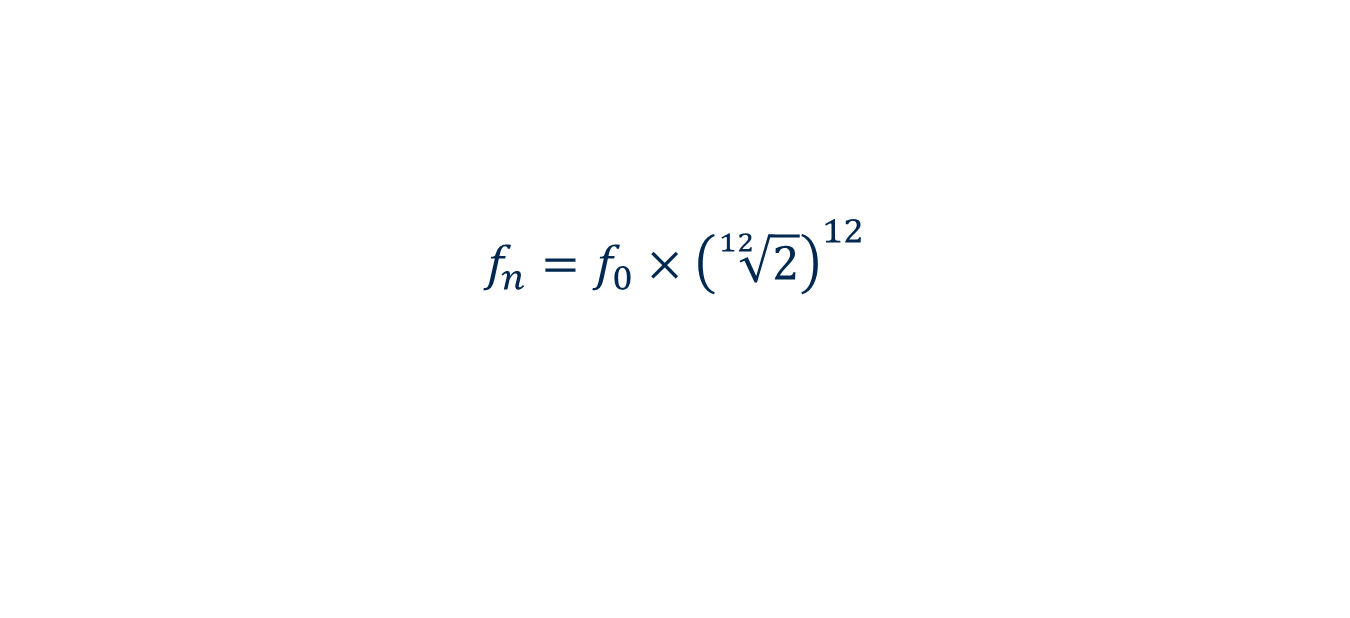 fₙ = f₀ × (¹²√2)¹²